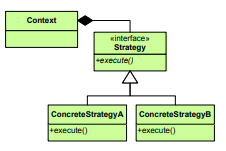 Context
«interface»
Strategy
+execute()
ConcreteStrategyA
+execute()
ConcreteStrategyB
+execute()